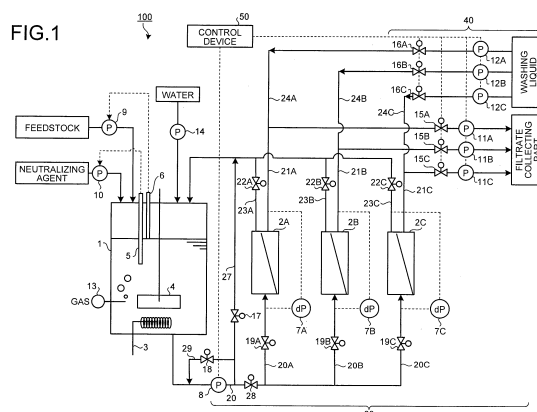 FIG.1
100
50
CONTROL
DEVICE
40
16A
P
12A
WASHING
LIQUID
16B
P
12B
16C
P
12C
24A
24B
24C
15A
P
11A
FILTRATE
COLLECTING
PART
15B
P
11B
15C
P
11C
WATER
P
14
FEEDSTOCK
P
9
NEUTRALIZING
AGENT
P
10
6
1
5
4
13
GAS
3
21A
21B
21C
22A
22B
22C
23A
23B
23C
2A
2B
2C
27
17
dP
7A
dP
7B
dP
7C
19A
19B
19C
29
18
P
8
20
28
20A
20B
20C